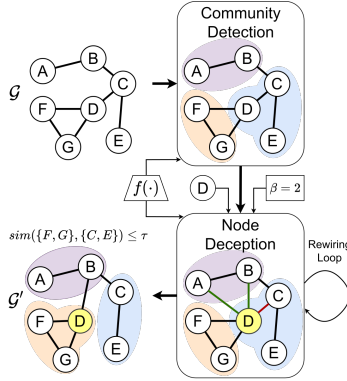 Community
Detection
B
A
C
F
D
G
E
𝒢
B
A
C
F
D
G
E
f(·)
D
β = 2
Node
Deception
sim({F, G}, {C, E}) ≤ τ
Rewiring
Loop
B
A
C
F
D
G
E
𝒢′
B
A
C
F
D
G
E